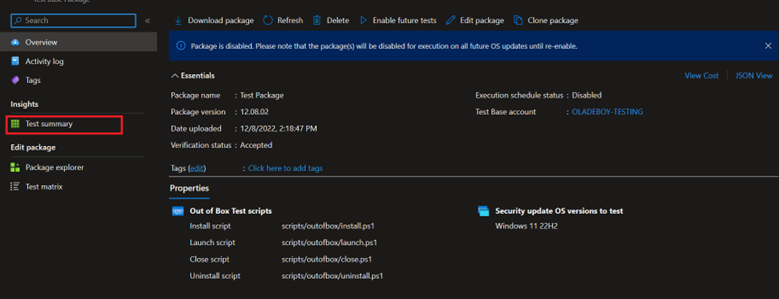 Test Base Package
Search
«
Download package
Refresh
Delete
Enable future tests
Edit package
Clone package
Overview
Activity log
Tags
Insights
Test summary
Edit package
Package explorer
Test matrix
Package is disabled. Please note that the package(s) will be disabled for execution on all future OS updates until re-enable.
Essentials
View Cost
JSON View
Package name : Test Package
Package version : 12.08.02
Date uploaded : 12/8/2022, 2:18:47 PM
Verification status : Accepted
Execution schedule status : Disabled
Test Base account : OLADEBOY-TESTING
Tags (edit) : Click here to add tags
Properties
Out of Box Test scripts
Install script scripts/outofbox/install.ps1
Launch script scripts/outofbox/launch.ps1
Close script scripts/outofbox/close.ps1
Uninstall script scripts/outofbox/uninstall.ps1
Security update OS versions to test
Windows 11 22H2